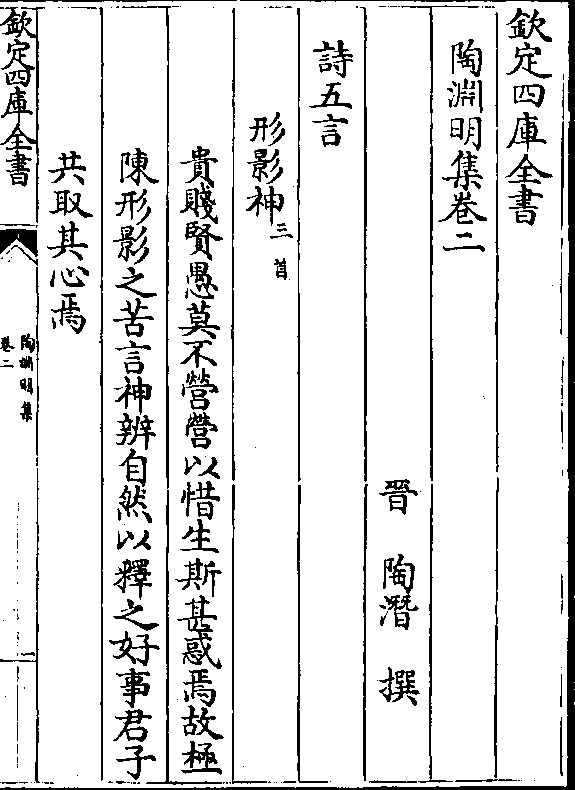 欽定四庫全書
陶淵明集卷二
晉 陶潛 撰
詩五言
形影神三首
貴賤賢愚莫不營營以惜生斯甚惑焉故極
陳形影之苦言神辨自然以釋之好事君子
共取其心焉
欽定四庫全書
陶淵明集
卷二